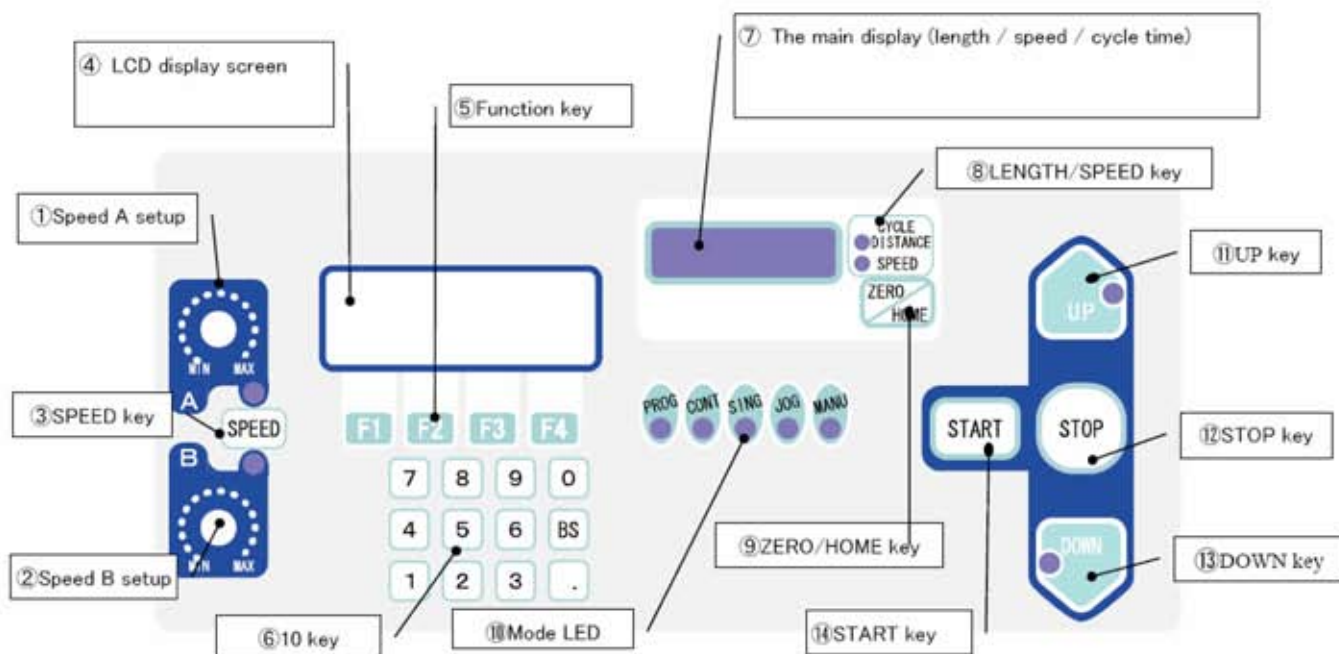 ④ LCD display screen
⑦ The main display (length / speed / cycle time)
⑤Function key
⑧LENGTH/SPEED key
①Speed A setup
CYCLE
DISTANCE
SPEED
⑪UP key
ZERO
HOME
UP
MIN MAX
A
③SPEED key
SPEED
F1 F2 F3 F4
PROG CONT SING JOG MANU
START
STOP
⑫STOP key
B
7 8 9 0
4 5 6 BS
1 2 3 .
MIN MAX
②Speed B setup
⑨ZERO/HOME key
DOWN
⑬DOWN key
⑥10 key
⑩Mode LED
⑭START key